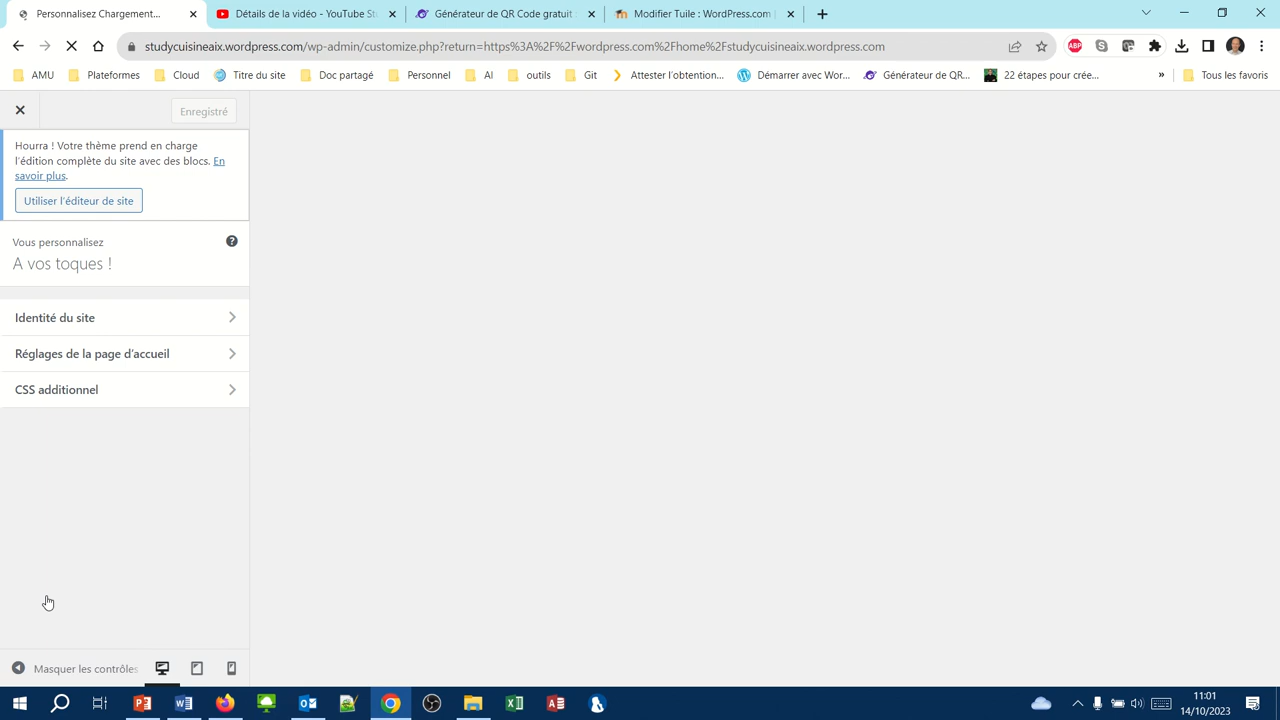 Personnalisez Chargement…
Détails de la vidéo - YouTube St
Générateur de QR Code gratuit :
Modifier Tuile : WordPress.com |
studycuisineaix.wordpress.com/wp-admin/customize.php?return=https%3A%2F%2Fwordpress.com%2Fhome%2Fstudycuisineaix.wordpress.com
ABP
AMU
Plateformes
Cloud
Titre du site
Doc partagé
Personnel
AI
outils
Git
Attester l'obtention...
Démarrer avec Wor...
Générateur de QR...
22 étapes pour crée...
»
Tous les favoris
Enregistré
Hourra ! Votre thème prend en charge
l'édition complète du site avec des blocs. En
savoir plus.
Utiliser l'éditeur de site
Vous personnalisez
A vos toques !
Identité du site
Réglages de la page d'accueil
CSS additionnel
Masquer les contrôles
11:01
14/10/2023